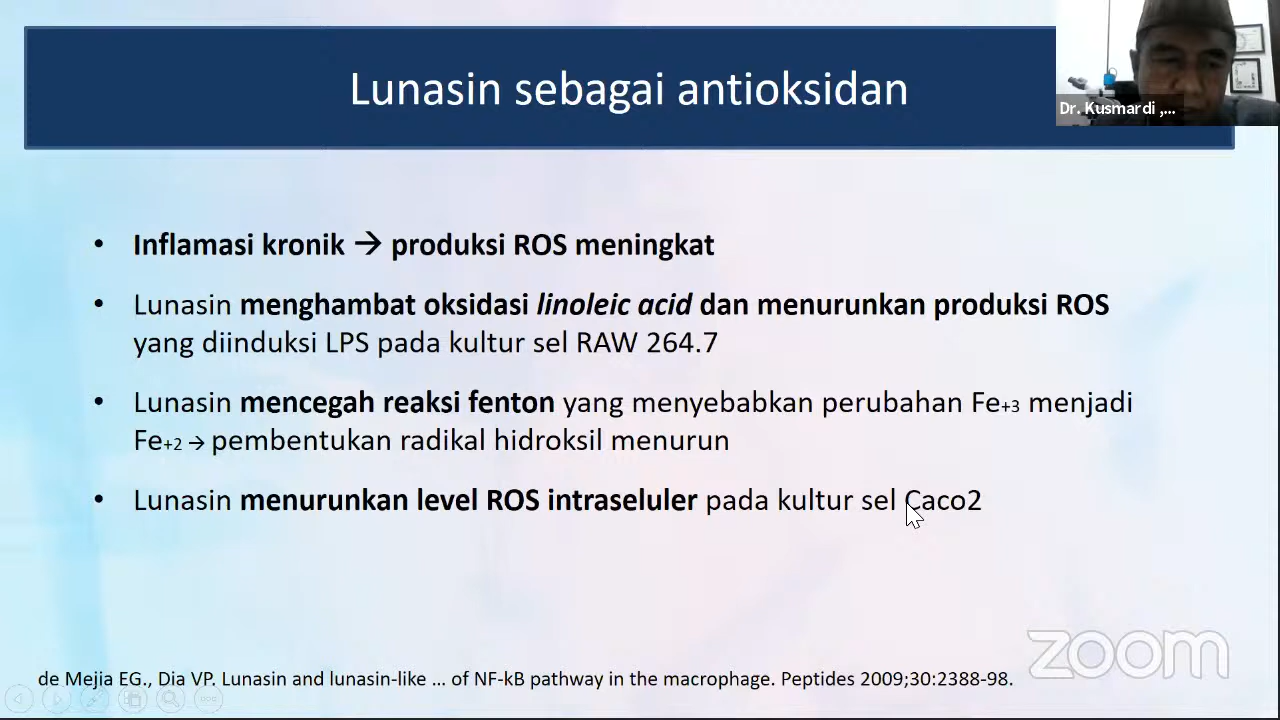 Lunasin sebagai antioksidan
Dr. Kusmardi ,...
• Inflamasi kronik → produksi ROS meningkat
• Lunasin menghambat oksidasi linoleic acid dan menurunkan produksi ROS
yang diinduksi LPS pada kultur sel RAW 264.7
• Lunasin mencegah reaksi fenton yang menyebabkan perubahan Fe+3 menjadi
Fe+2 → pembentukan radikal hidroksil menurun
• Lunasin menurunkan level ROS intraseluler pada kultur sel Caco2
zoom
de Mejia EG., Dia VP. Lunasin and lunasin-like ... of NF-kB pathway in the macrophage. Peptides 2009;30:2388-98.